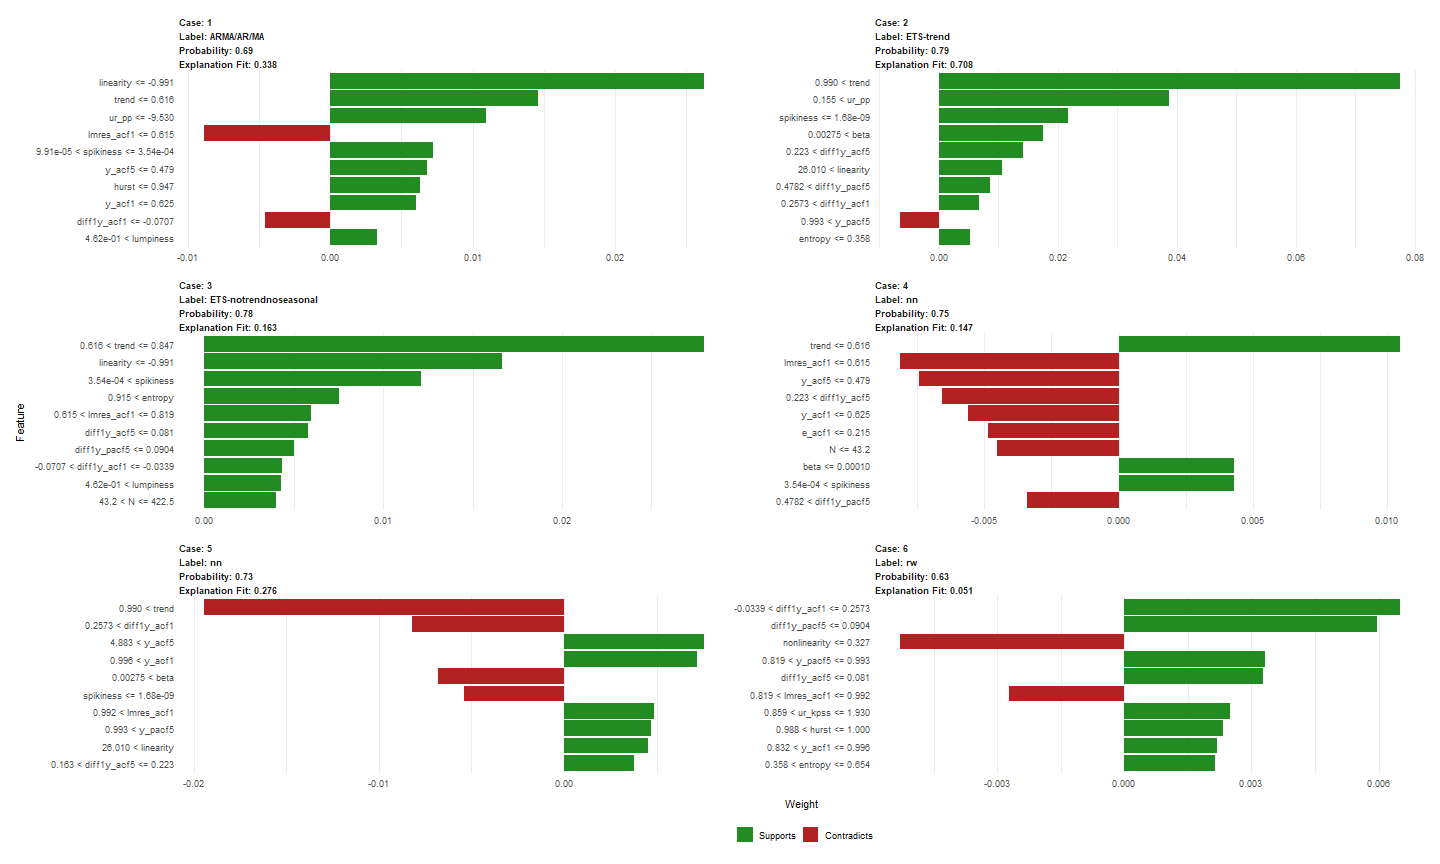 Case: 1
Label: ARMA/AR/MA
Probability: 0.69
Explanation Fit: 0.338
linearity <= -0.991
trend <= 0.616
ur_pp <= -9.530
lmres_acf1 <= 0.615
9.91e-05 < spikiness <= 3.54e-04
y_acf5 <= 0.479
hurst <= 0.947
y_acf1 <= 0.625
diff1y_acf1 <= -0.0707
4.62e-01 < lumpiness
-0.01 0.00 0.01 0.02
Case: 2
Label: ETS-trend
Probability: 0.79
Explanation Fit: 0.708
0.990 < trend
0.155 < ur_pp
spikiness <= 1.68e-09
0.00275 < beta
0.223 < diff1y_acf5
26.010 < linearity
0.4782 < diff1y_pacf5
0.2573 < diff1y_acf1
0.993 < y_pacf5
entropy <= 0.358
0.00 0.02 0.04 0.06 0.08
Case: 3
Label: ETS-notrendnoseasonal
Probability: 0.78
Explanation Fit: 0.163
0.616 < trend <= 0.847
linearity <= -0.991
3.54e-04 < spikiness
0.915 < entropy
0.615 < lmres_acf1 <= 0.819
diff1y_acf5 <= 0.081
diff1y_pacf5 <= 0.0904
-0.0707 < diff1y_acf1 <= -0.0339
4.62e-01 < lumpiness
43.2 < N <= 422.5
0.00 0.01 0.02
Case: 4
Label: nn
Probability: 0.75
Explanation Fit: 0.147
trend <= 0.616
lmres_acf1 <= 0.615
y_acf5 <= 0.479
0.223 < diff1y_acf5
y_acf1 <= 0.625
e_acf1 <= 0.215
N <= 43.2
beta <= 0.00010
3.54e-04 < spikiness
0.4782 < diff1y_pacf5
-0.005 0.000 0.005 0.010
Feature
Case: 5
Label: nn
Probability: 0.73
Explanation Fit: 0.276
0.990 < trend
0.2573 < diff1y_acf1
4.883 < y_acf5
0.996 < y_acf1
0.00275 < beta
spikiness <= 1.68e-09
0.992 < lmres_acf1
0.993 < y_pacf5
26.010 < linearity
0.163 < diff1y_acf5 <= 0.223
-0.02 -0.01 0.00
Case: 6
Label: rw
Probability: 0.63
Explanation Fit: 0.051
-0.0339 < diff1y_acf1 <= 0.2573
diff1y_pacf5 <= 0.0904
nonlinearity <= 0.327
0.819 < y_pacf5 <= 0.993
diff1y_acf5 <= 0.081
0.819 < lmres_acf1 <= 0.992
0.859 < ur_kpss <= 1.930
0.988 < hurst <= 1.000
0.832 < y_acf1 <= 0.996
0.358 < entropy <= 0.654
-0.003 0.000 0.003 0.006
Weight
Supports Contradicts